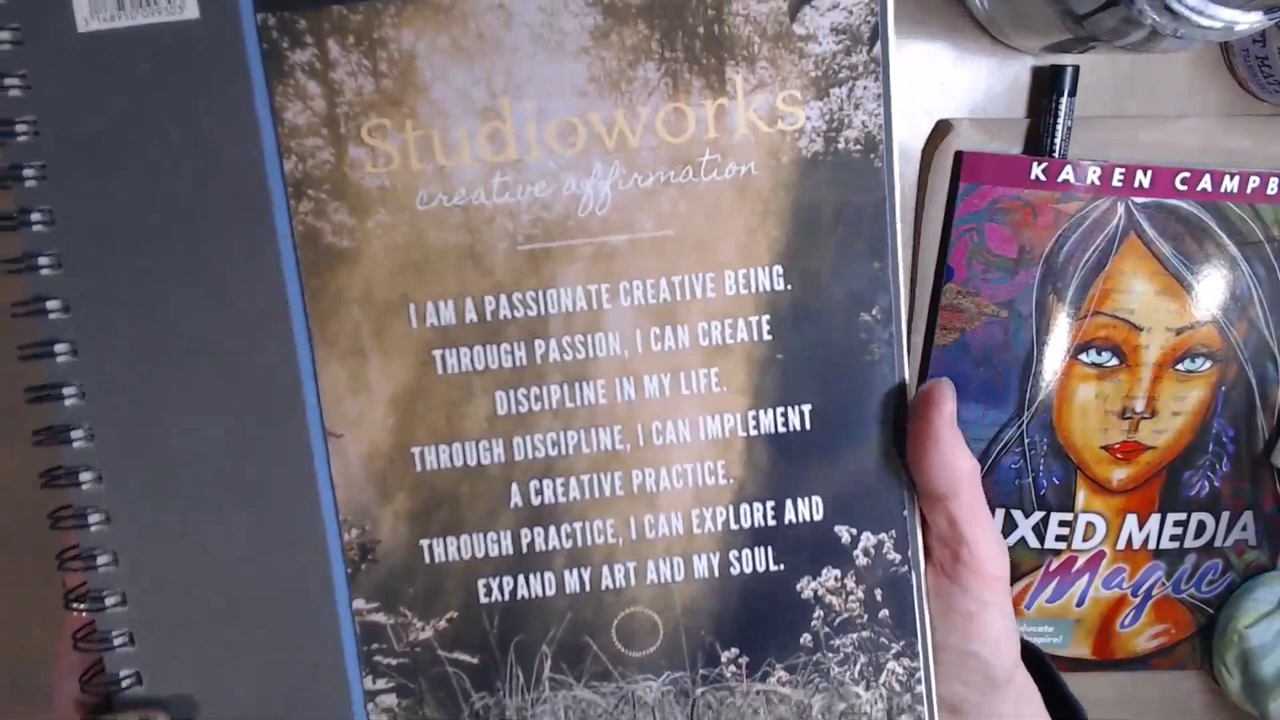 Studioworks
creative affirmation
I AM A PASSIONATE CREATIVE BEING.
THROUGH PASSION, I CAN CREATE
DISCIPLINE IN MY LIFE.
THROUGH DISCIPLINE, I CAN IMPLEMENT
A CREATIVE PRACTICE.
THROUGH PRACTICE, I CAN EXPLORE AND
EXPAND MY ART AND MY SOUL.
KAREN CAMPB
IXED MEDIA
Magic